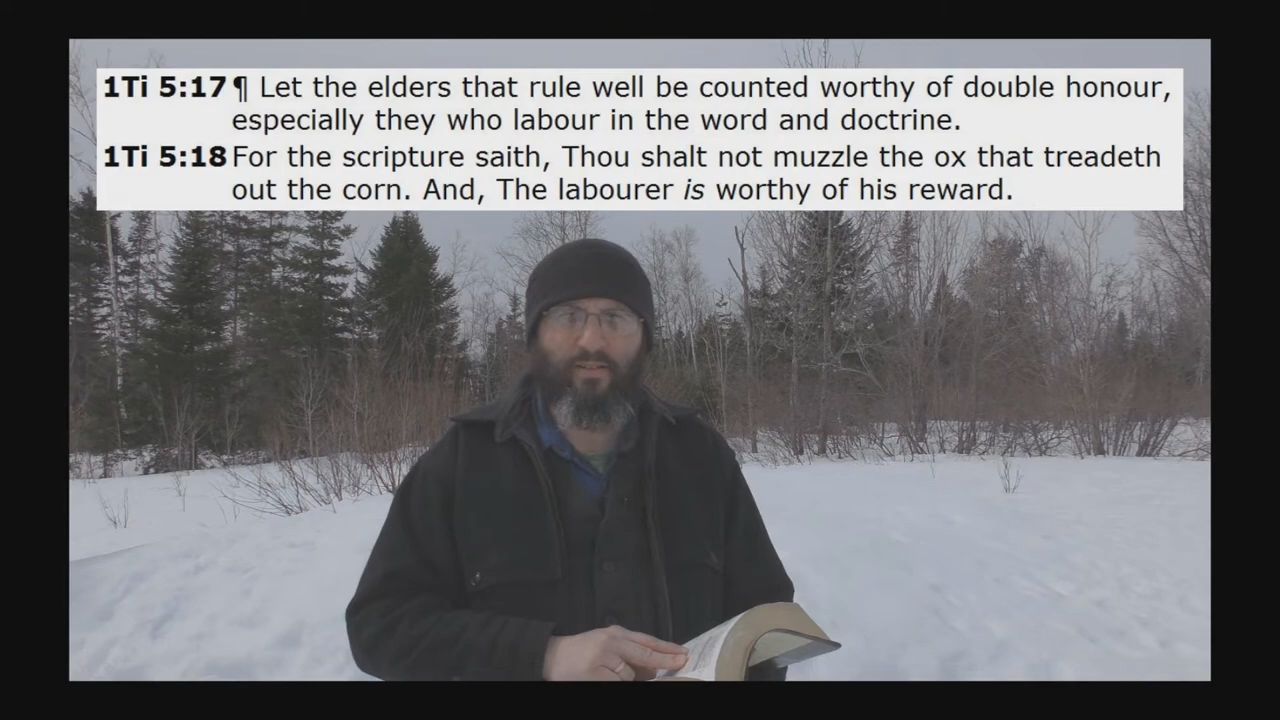 1Ti 5:17 ¶ Let the elders that rule well be counted worthy of double honour,
especially they who labour in the word and doctrine.
1Ti 5:18 For the scripture saith, Thou shalt not muzzle the ox that treadeth
out the corn. And, The labourer is worthy of his reward.